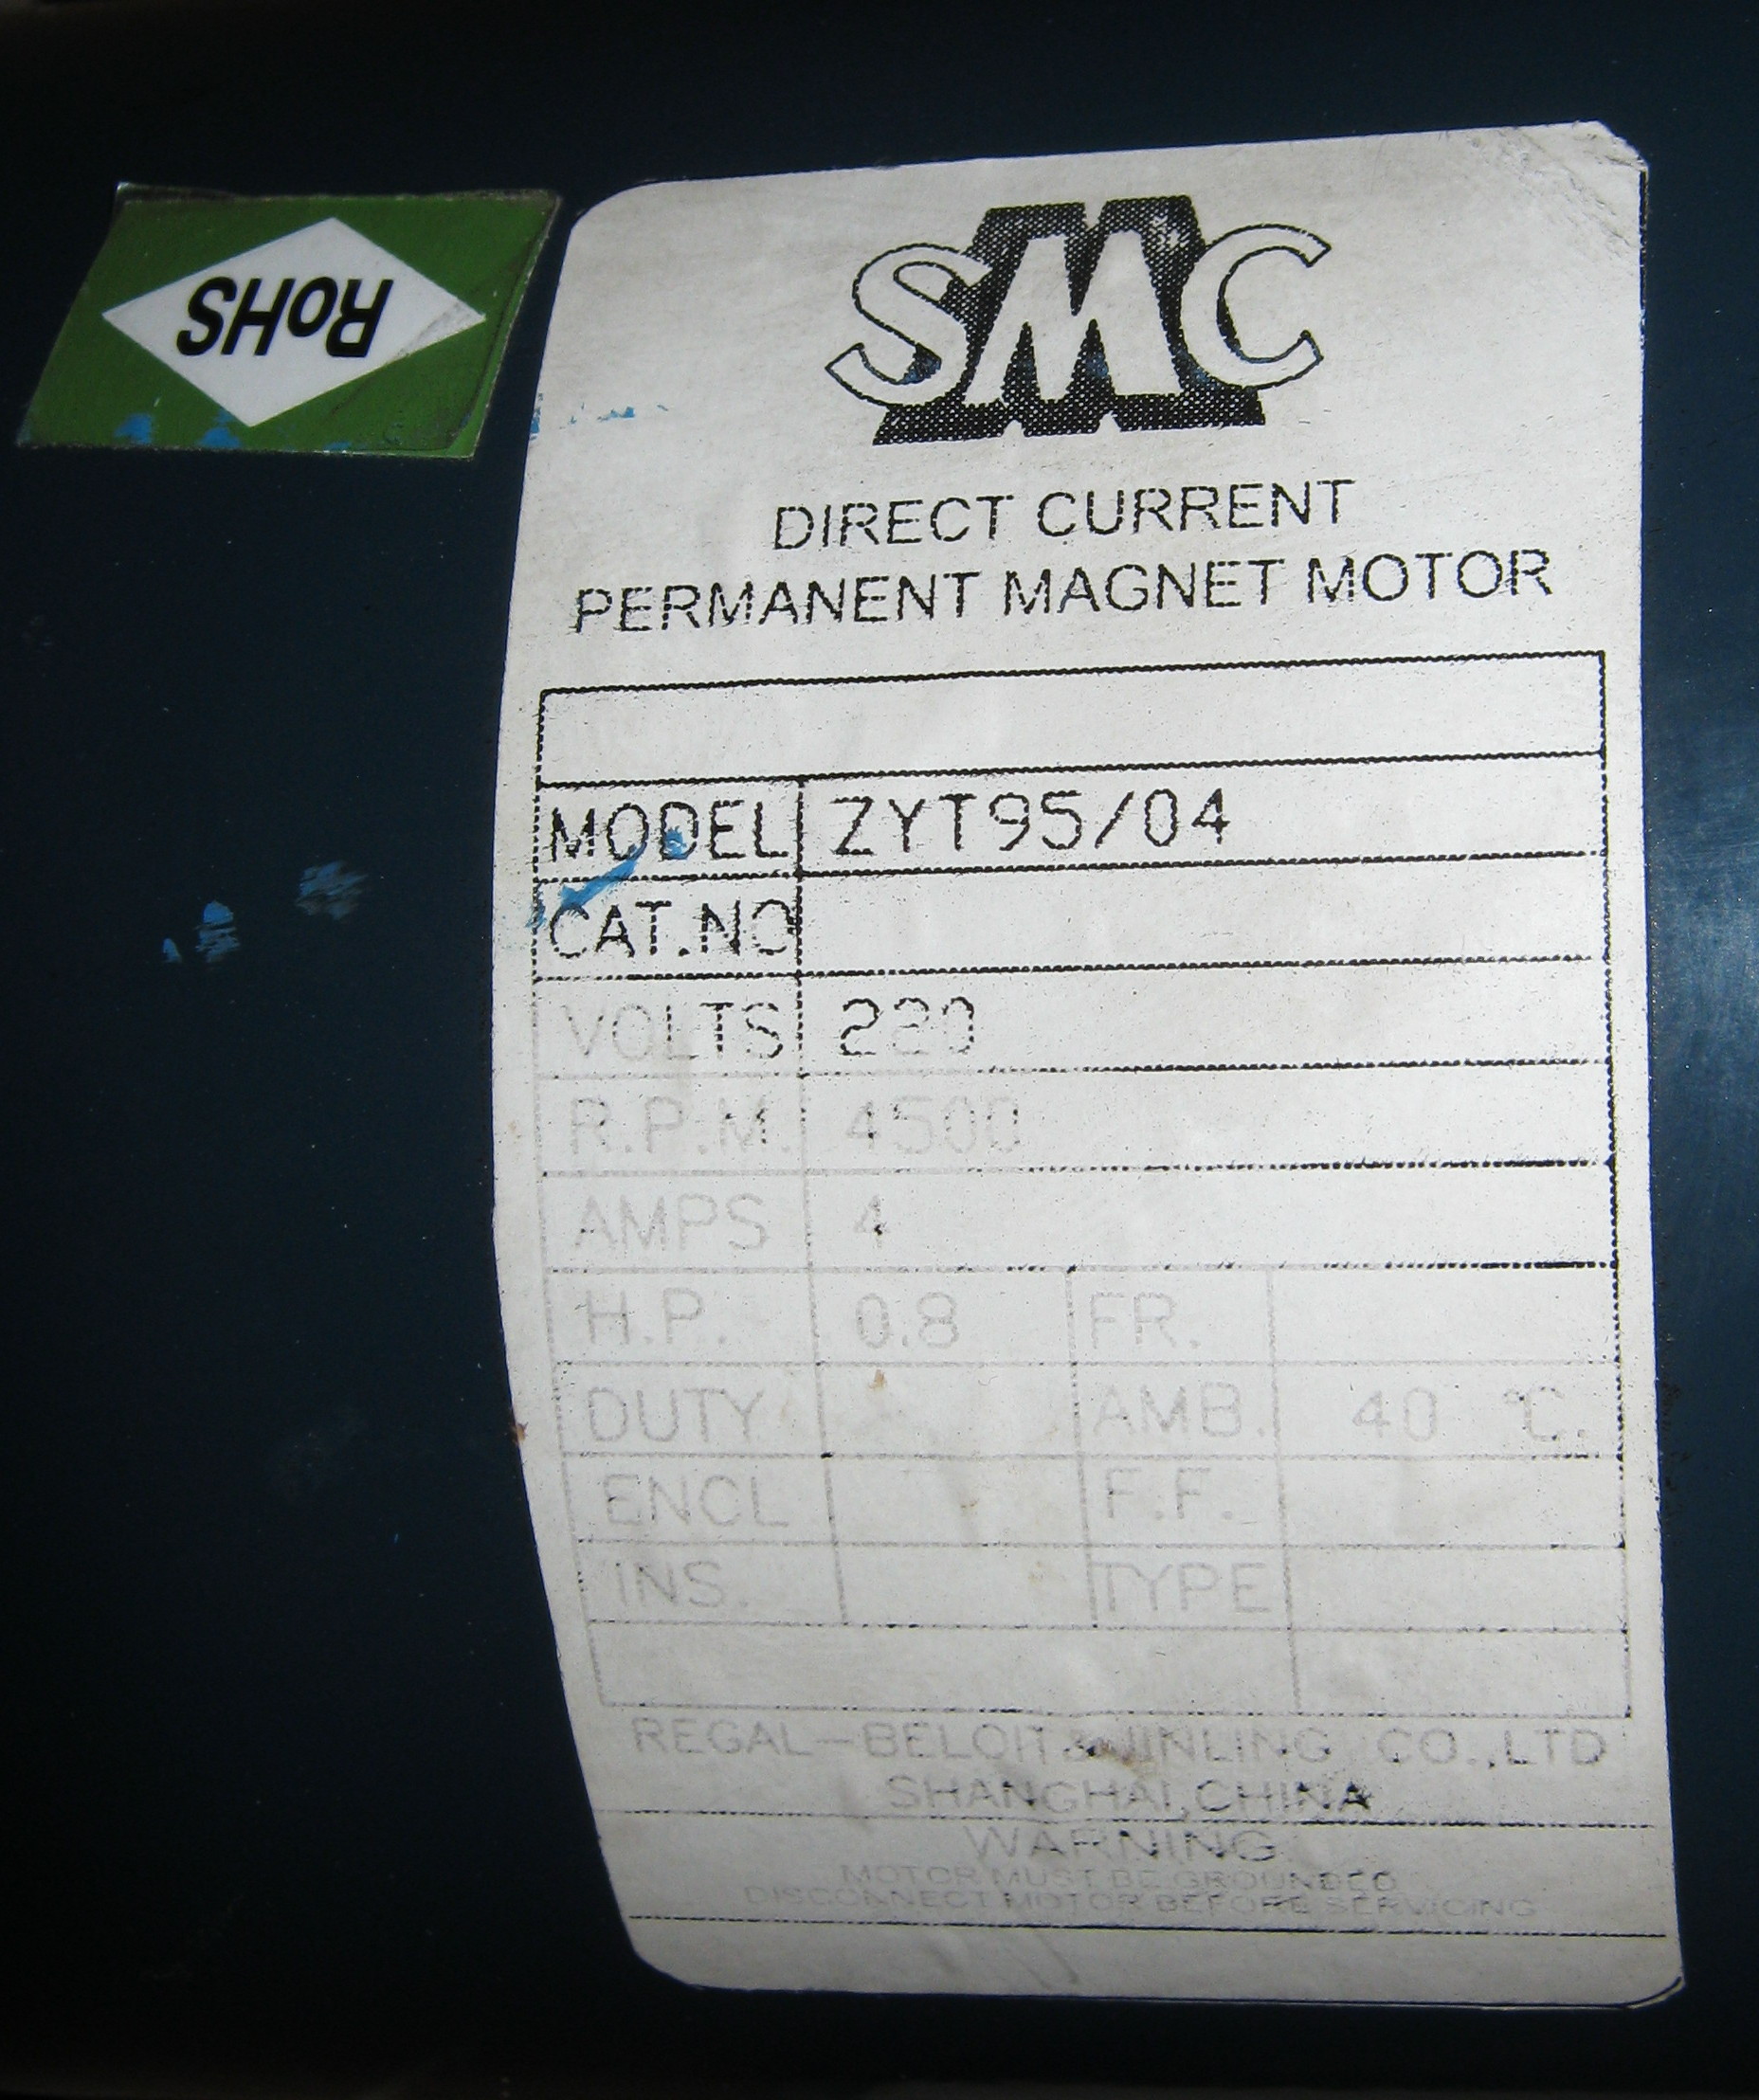 RoHS
SMC
DIRECT CURRENT
PERMANENT MAGNET MOTOR
MODEL ZYT95/04
CAT.NO
VOLTS 220
R.P.M. 4500
AMPS 4
H.P. 0.8 FR.
DUTY AMB. 40 °C.
ENCL F.F.
INS. TYPE
REGAL-BELOIT & JINLING CO.,LTD
SHANGHAI,CHINA
WARNING
MOTOR MUST BE GROUNDED
DISCONNECT MOTOR BEFORE SERVICING